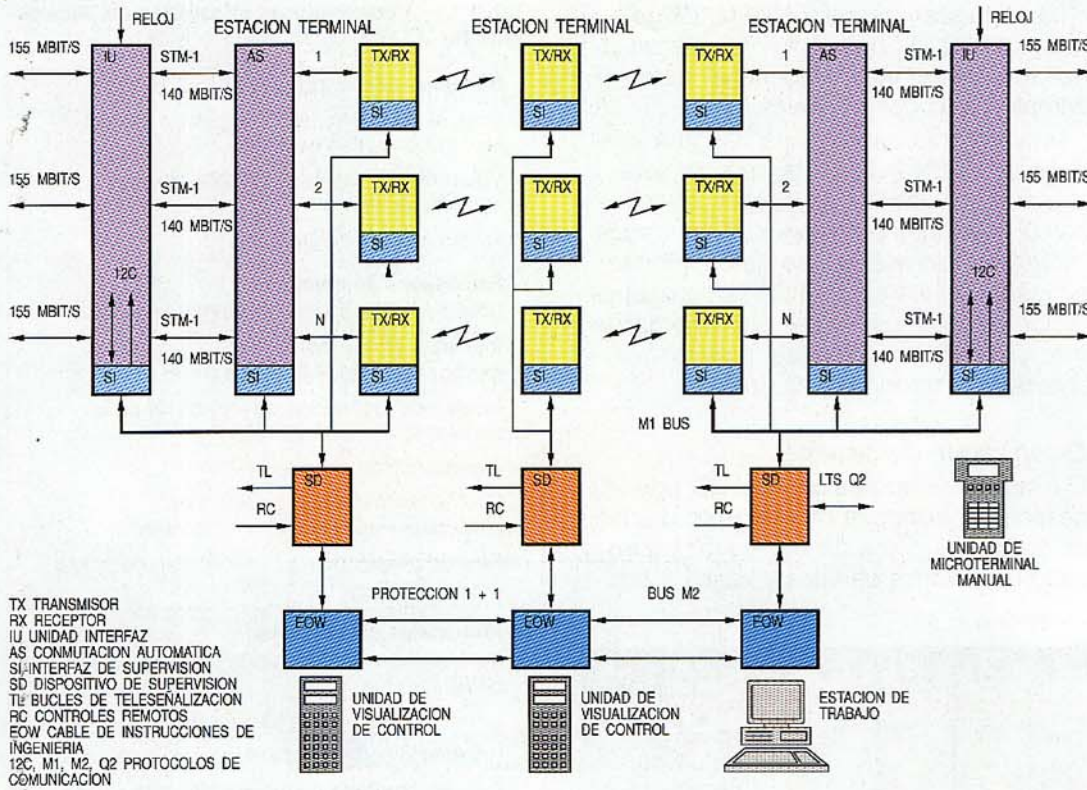 RELOJ
ESTACION TERMINAL
ESTACION TERMINAL
ESTACION TERMINAL
RELOJ
155 MBIT/S
IU
STM-1
AS
1
TX/RX
TX/RX
TX/RX
1
AS
STM-1
IU
155 MBIT/S
140 MBIT/S
140 MBIT/S
SI
SI
SI
155 MBIT/S
STM-1
2
TX/RX
TX/RX
TX/RX
2
STM-1
155 MBIT/S
140 MBIT/S
140 MBIT/S
SI
SI
SI
12C
12C
155 MBIT/S
STM-1
N
TX/RX
TX/RX
TX/RX
N
STM-1
155 MBIT/S
140 MBIT/S
140 MBIT/S
SI
SI
SI
SI
SI
SI
SI
M1 BUS
TL
SD
TL
SD
TL
SD
LTS Q2
RC
RC
RC
UNIDAD DE
MICROTERMINAL
MANUAL
PROTECCION 1 + 1
BUS M2
EOW
EOW
EOW
UNIDAD DE
VISUALIZACION
DE CONTROL
UNIDAD DE
VISUALIZACION
DE CONTROL
ESTACION DE
TRABAJO
TX TRANSMISOR
RX RECEPTOR
IU UNIDAD INTERFAZ
AS CONMUTACION AUTOMATICA
SI INTERFAZ DE SUPERVISION
SD DISPOSITIVO DE SUPERVISION
TL BUCLES DE TELESEÑALIZACION
RC CONTROLES REMOTOS
EOW CABLE DE INSTRUCCIONES DE
INGENIERIA
12C, M1, M2, Q2 PROTOCOLOS DE
COMUNICACION